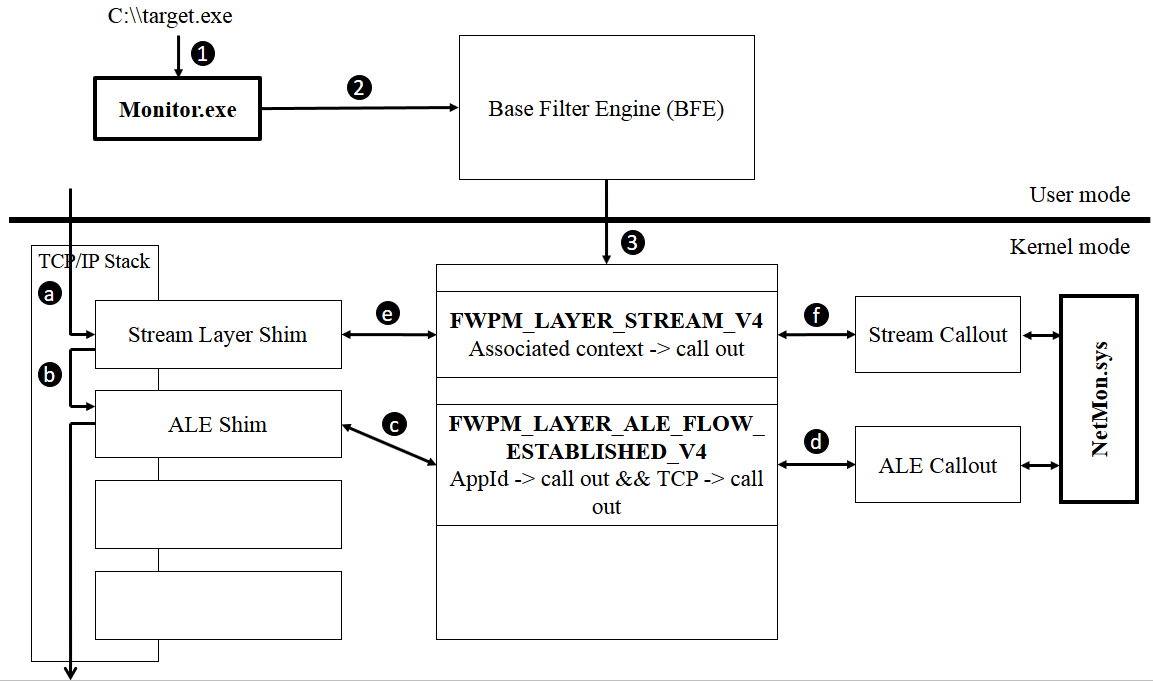 C:\\target.exe
1
Monitor.exe
2
Base Filter Engine (BFE)
User mode
3
Kernel mode
TCP/IP Stack
a
Stream Layer Shim
e
FWPM_LAYER_STREAM_V4
Associated context -> call out
f
Stream Callout
b
ALE Shim
c
FWPM_LAYER_ALE_FLOW_
ESTABLISHED_V4
AppId -> call out && TCP -> call
out
d
ALE Callout
NetMon.sys